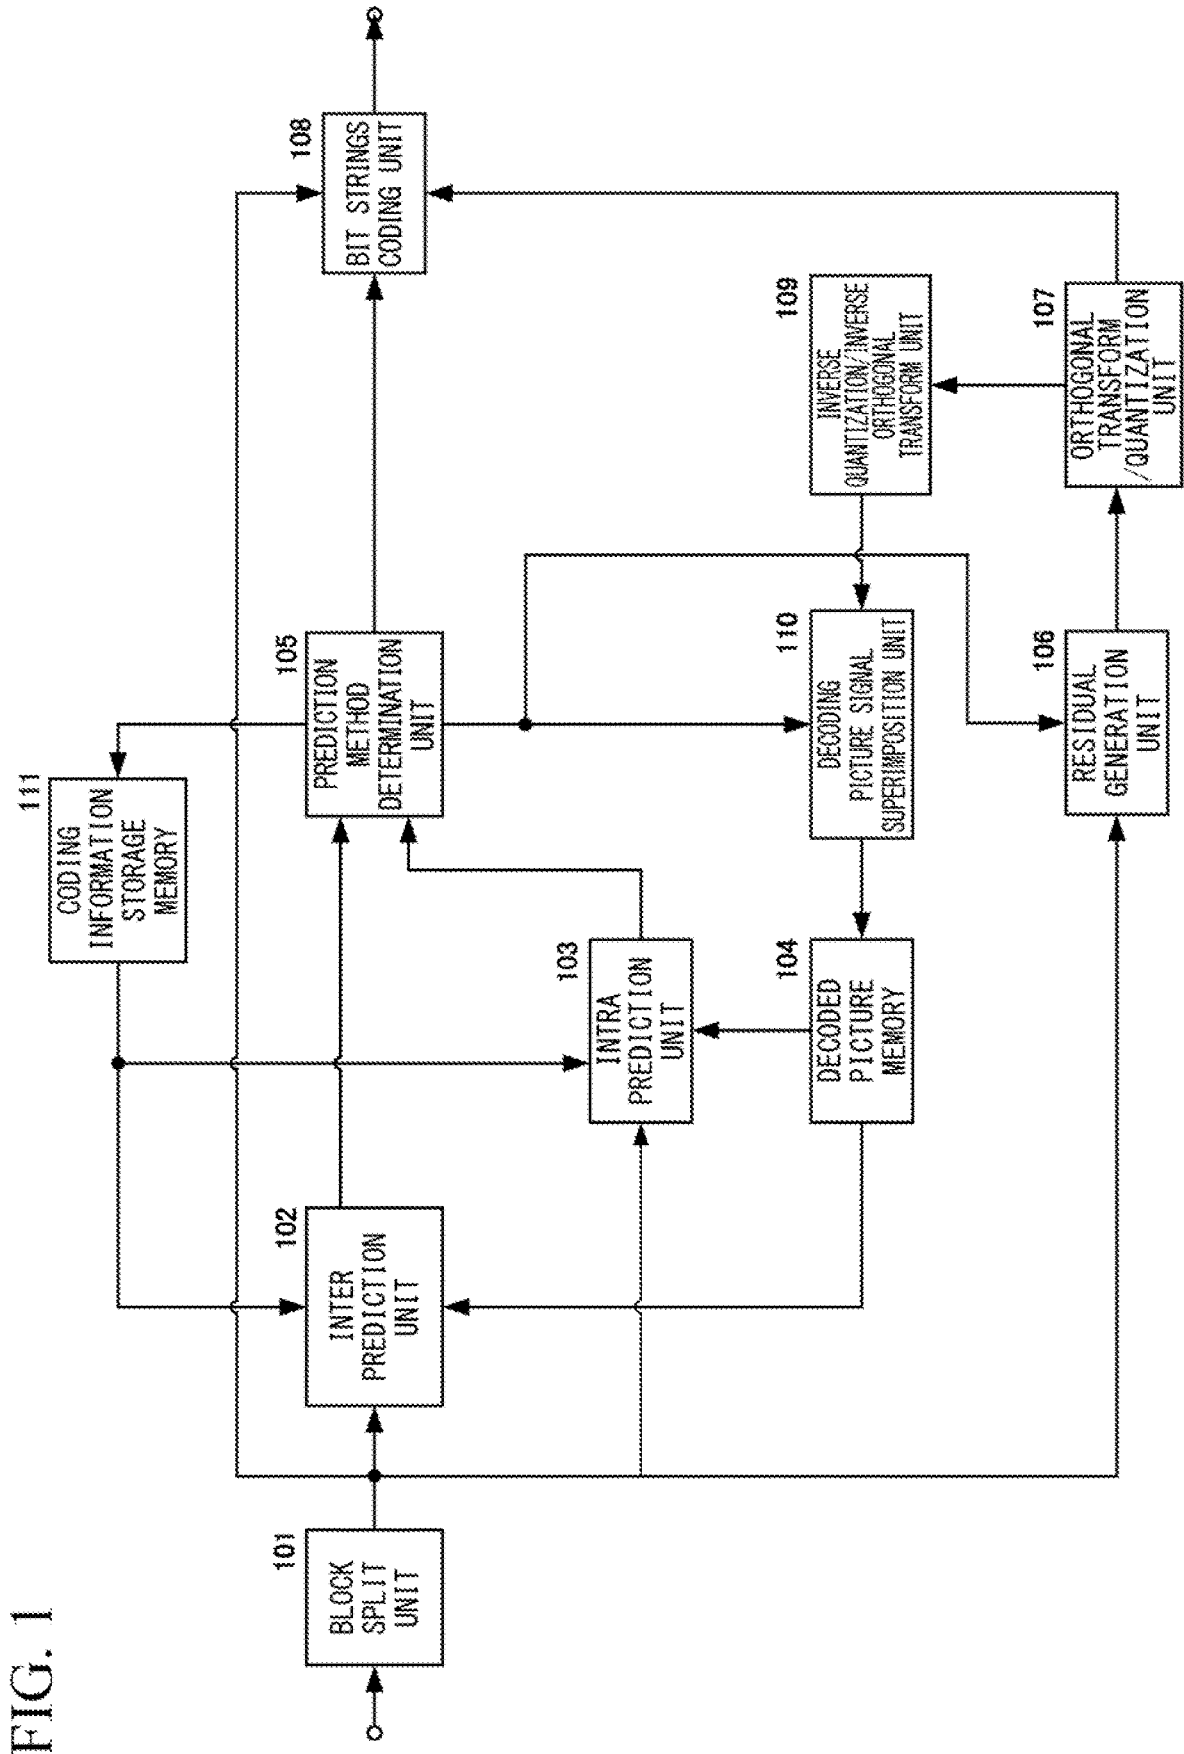 FIG. 1
101
BLOCK
SPLIT
UNIT
102
INTER
PREDICTION
UNIT
111
CODING
INFORMATION
STORAGE
MEMORY
103
INTRA
PREDICTION
UNIT
104
DECODED
PICTURE
MEMORY
105
PREDICTION
METHOD
DETERMINATION
UNIT
110
DECODING
PICTURE SIGNAL
SUPERIMPOSITION UNIT
106
RESIDUAL
GENERATION
UNIT
109
INVERSE
QUANTIZATION/INVERSE
ORTHOGONAL
TRANSFORM UNIT
107
ORTHOGONAL
TRANSFORM
/QUANTIZATION
UNIT
108
BIT STRINGS
CODING UNIT